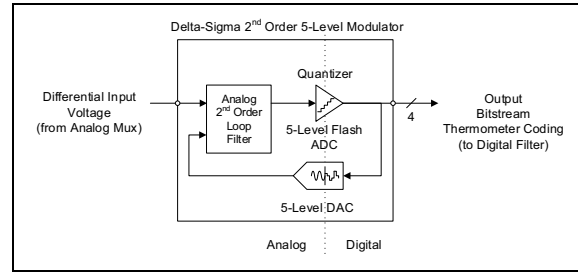 Delta-Sigma 2nd Order 5-Level Modulator
Quantizer
Differential Input
Voltage
(from Analog Mux)
Analog
2nd Order
Loop
Filter
5-Level Flash
ADC
4
Output
Bitstream
Thermometer Coding
(to Digital Filter)
5-Level DAC
Analog
Digital